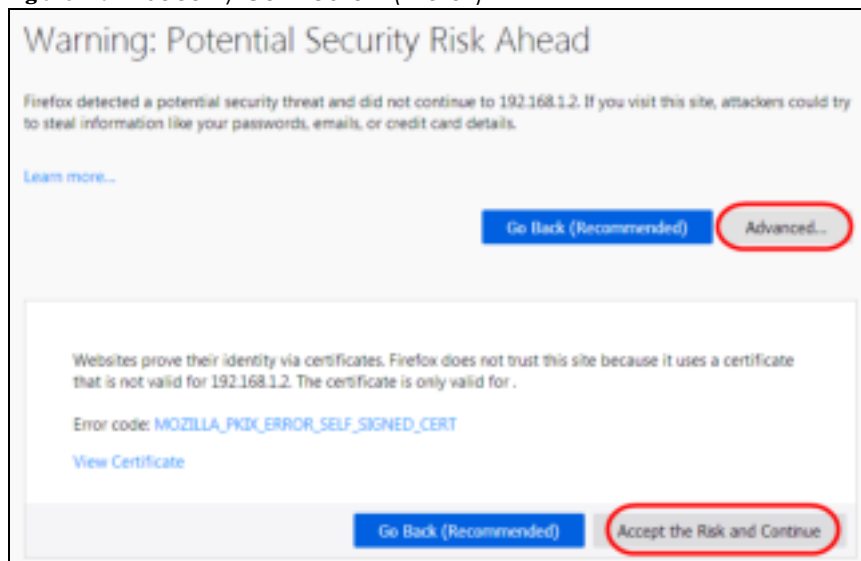 Warning: Potential Security Risk Ahead
Firefox detected a potential security threat and did not continue to 192.168.1.2. If you visit this site, attackers could try
to steal information like your passwords, emails, or credit card details.
Learn more...
Go Back (Recommended) Advanced...
Websites prove their identity via certificates. Firefox does not trust this site because it uses a certificate
that is not valid for 192.168.1.2. The certificate is only valid for .
Error code: MOZILLA_PKIX_ERROR_SELF_SIGNED_CERT
View Certificate
Go Back (Recommended) Accept the Risk and Continue